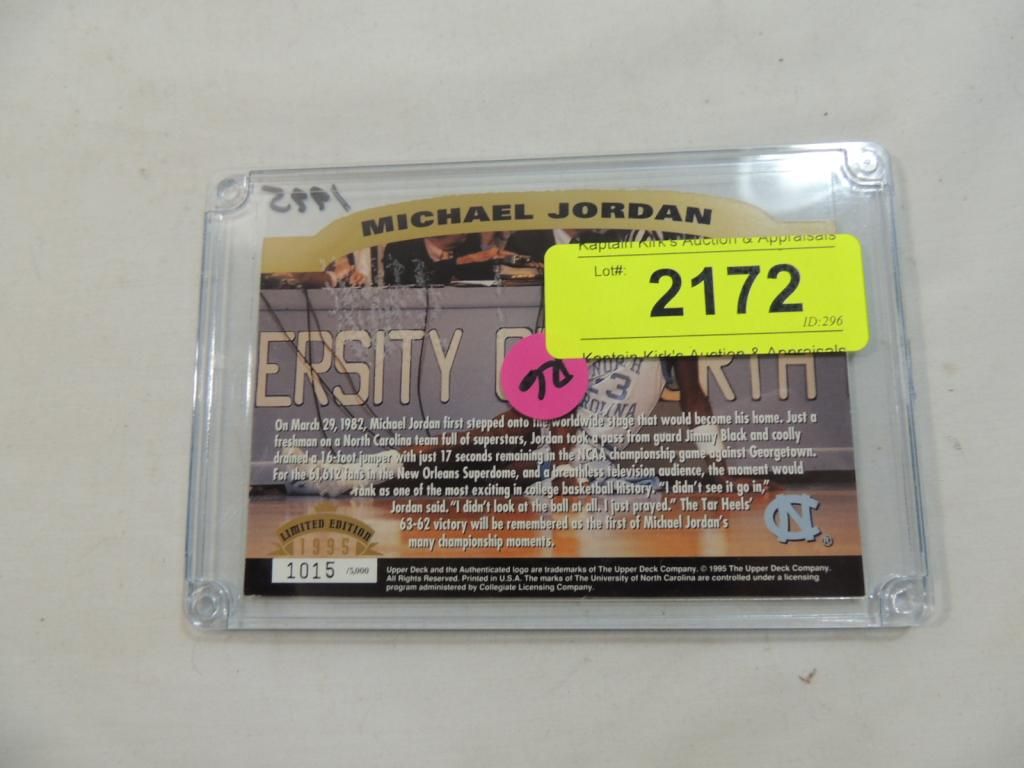 1995
MICHAEL JORDAN
Kaptain Kirk's Auction & Appraisals
Lot#:
2172
ID:296
Kaptain Kirk's Auction & Appraisals
ERSITY O RTH
NORTH
23
CAROLINA
On March 29, 1982, Michael Jordan first stepped onto the worldwide stage that would become his home. Just a
freshman on a North Carolina team full of superstars, Jordan took a pass from guard Jimmy Black and coolly
drained a 16-foot jumper with just 17 seconds remaining in the NCAA championship game against Georgetown.
For the 61,612 fans in the New Orleans Superdome, and a breathless television audience, the moment would
rank as one of the most exciting in college basketball history. "I didn't see it go in,"
Jordan said. "I didn't look at the ball at all. I just prayed." The Tar Heels'
63-62 victory will be remembered as the first of Michael Jordan's
many championship moments.
NC
®
LIMITED EDITION
1995
1015 /5,000
Upper Deck and the Authenticated logo are trademarks of The Upper Deck Company. © 1995 The Upper Deck Company.
All Rights Reserved. Printed in U.S.A. The marks of The University of North Carolina are controlled under a licensing
program administered by Collegiate Licensing Company.